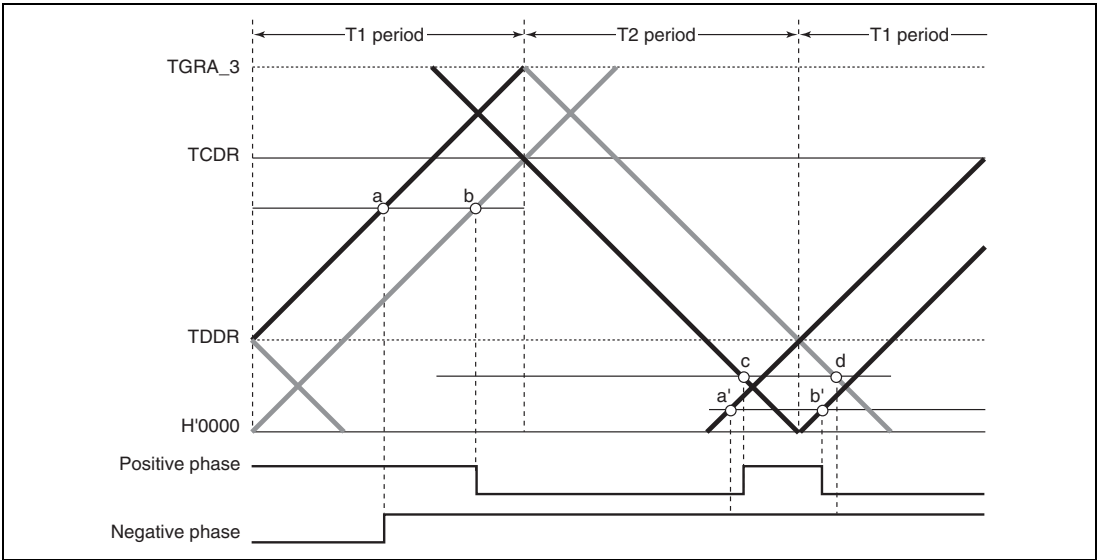 T1 period T2 period T1 period
TGRA_3
TCDR
a b
TDDR
c d
a' b'
H'0000
Positive phase
Negative phase